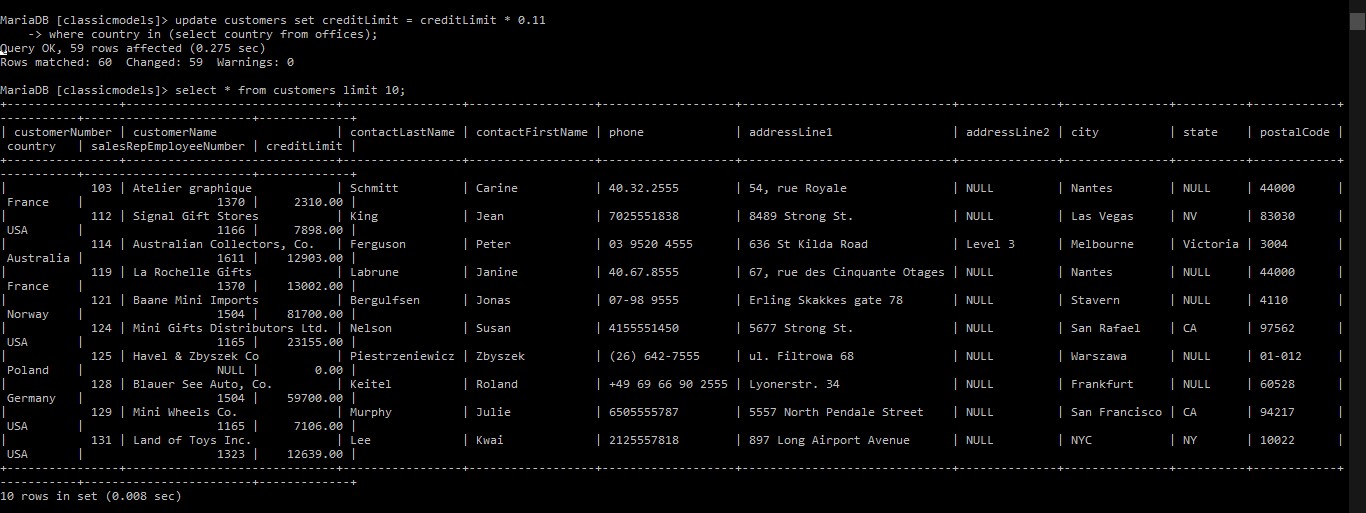 MariaDB [classicmodels]> update customers set creditLimit = creditLimit * 0.11
    -> where country in (select country from offices);
Query OK, 59 rows affected (0.275 sec)
Rows matched: 60  Changed: 59  Warnings: 0
MariaDB [classicmodels]> select * from customers limit 10;
+----------------+----------------------------+-----------------+------------------+-------------------+------------------------------+--------------+---------------+----------+------------+
-----------+------------------------+-------------+
| customerNumber | customerName | contactLastName | contactFirstName | phone | addressLine1 | addressLine2 | city | state | postalCode |
 country | salesRepEmployeeNumber | creditLimit |
+----------------+----------------------------+-----------------+------------------+-------------------+------------------------------+--------------+---------------+----------+------------+
-----------+------------------------+-------------+
| 103 | Atelier graphique | Schmitt | Carine | 40.32.2555 | 54, rue Royale | NULL | Nantes | NULL | 44000 |
 France | 1370 | 2310.00 |
| 112 | Signal Gift Stores | King | Jean | 7025551838 | 8489 Strong St. | NULL | Las Vegas | NV | 83030 |
 USA | 1166 | 7898.00 |
| 114 | Australian Collectors, Co. | Ferguson | Peter | 03 9520 4555 | 636 St Kilda Road | Level 3 | Melbourne | Victoria | 3004 |
 Australia | 1611 | 12903.00 |
| 119 | La Rochelle Gifts | Labrune | Janine | 40.67.8555 | 67, rue des Cinquante Otages | NULL | Nantes | NULL | 44000 |
 France | 1370 | 13002.00 |
| 121 | Baane Mini Imports | Bergulfsen | Jonas | 07-98 9555 | Erling Skakkes gate 78 | NULL | Stavern | NULL | 4110 |
 Norway | 1504 | 81700.00 |
| 124 | Mini Gifts Distributors Ltd. | Nelson | Susan | 4155551450 | 5677 Strong St. | NULL | San Rafael | CA | 97562 |
 USA | 1165 | 23155.00 |
| 125 | Havel & Zbyszek Co | Piestrzeniewicz | Zbyszek | (26) 642-7555 | ul. Filtrowa 68 | NULL | Warszawa | NULL | 01-012 |
 Poland | NULL | 0.00 |
| 128 | Blauer See Auto, Co. | Keitel | Roland | +49 69 66 90 2555 | Lyonerstr. 34 | NULL | Frankfurt | NULL | 60528 |
 Germany | 1504 | 59700.00 |
| 129 | Mini Wheels Co. | Murphy | Julie | 6505555787 | 5557 North Pendale Street | NULL | San Francisco | CA | 94217 |
 USA | 1165 | 7106.00 |
| 131 | Land of Toys Inc. | Lee | Kwai | 2125557818 | 897 Long Airport Avenue | NULL | NYC | NY | 10022 |
 USA | 1323 | 12639.00 |
+----------------+----------------------------+-----------------+------------------+-------------------+------------------------------+--------------+---------------+----------+------------+
-----------+------------------------+-------------+
10 rows in set (0.008 sec)